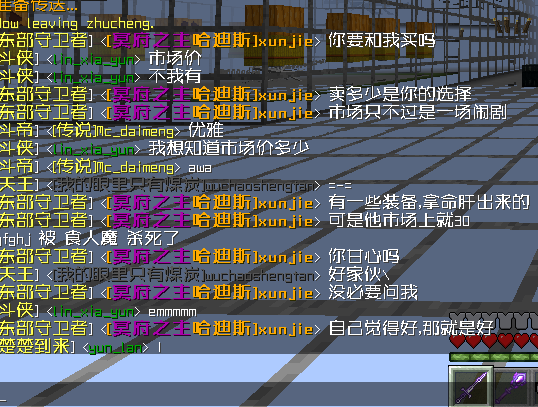 准备传送...
Now leaving zhucheng.
东部守卫者] <[冥府之主哈迪斯]xunjie> 你要和我买吗
斗侠] <Lin_xia_yun> 市场价
斗侠] <Lin_xia_yun> 不我有
东部守卫者] <[冥府之主哈迪斯]xunjie> 卖多少是你的选择
东部守卫者] <[冥府之主哈迪斯]xunjie> 市场只不过是一场闹剧
斗帝] <[传说]Mc_daimeng> 优雅
斗侠] <Lin_xia_yun> 我想知道市场价多少
斗帝] <[传说]Mc_daimeng> awa
天王] <[我的眼里只有煤炭]wuchaoshengtan> =-=
东部守卫者] <[冥府之主哈迪斯]xunjie> 有一些装备,拿命肝出来的
东部守卫者] <[冥府之主哈迪斯]xunjie> 可是他市场上就30
fghj 被 食人魔 杀死了
东部守卫者] <[冥府之主哈迪斯]xunjie> 你甘心吗
天王] <[我的眼里只有煤炭]wuchaoshengtan> 好家伙\
东部守卫者] <[冥府之主哈迪斯]xunjie> 没必要问我
斗侠] <Lin_xia_yun> emmmmm
东部守卫者] <[冥府之主哈迪斯]xunjie> 自己觉得好,那就是好
楚楚到来] <yun_lan> l
_